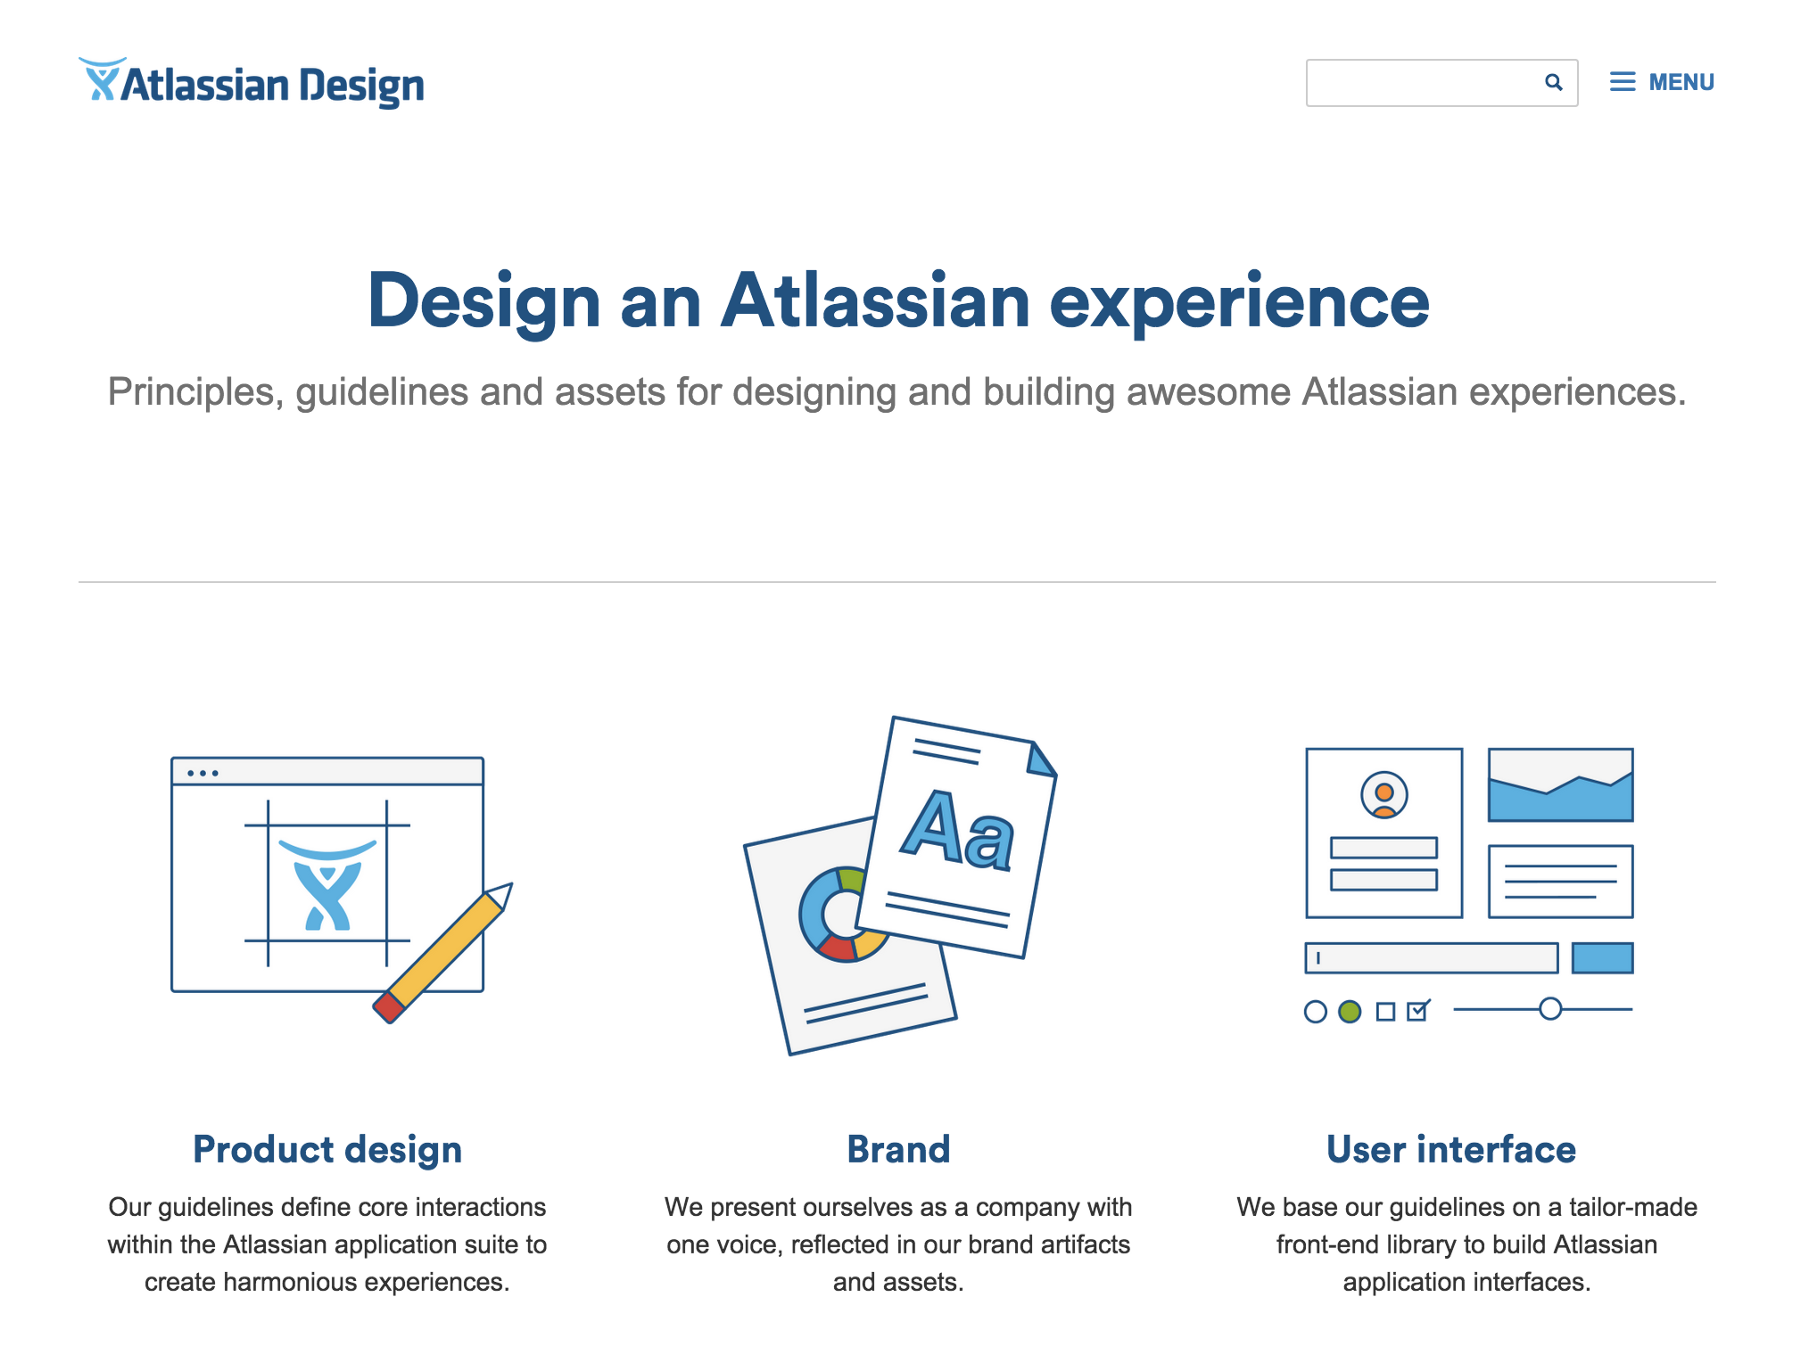 Atlassian Design
MENU
Design an Atlassian experience
Principles, guidelines and assets for designing and building awesome Atlassian experiences.
Aa
Product design
Our guidelines define core interactions
within the Atlassian application suite to
create harmonious experiences.
Brand
We present ourselves as a company with
one voice, reflected in our brand artifacts
and assets.
User interface
We base our guidelines on a tailor-made
front-end library to build Atlassian
application interfaces.